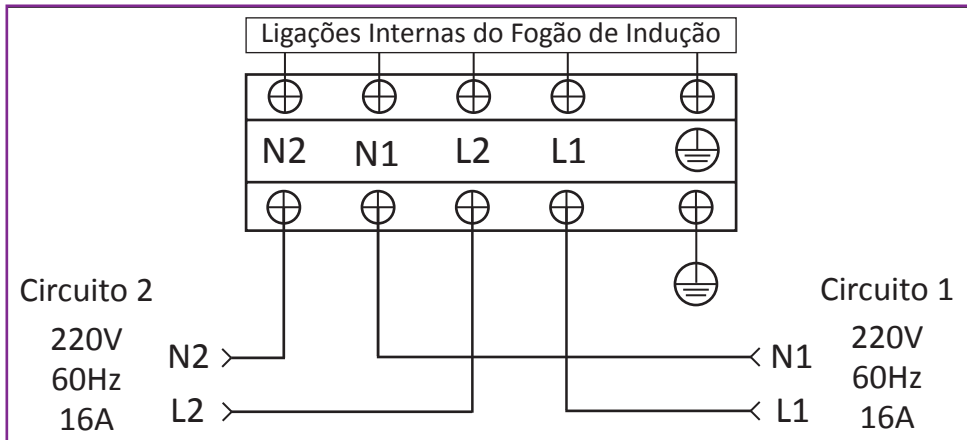 Ligações Internas do Fogão de Indução
N2 N1 L2 L1
Circuito 2
220V
60Hz
16A
N2
L2
Circuito 1
220V
60Hz
16A
N1
L1